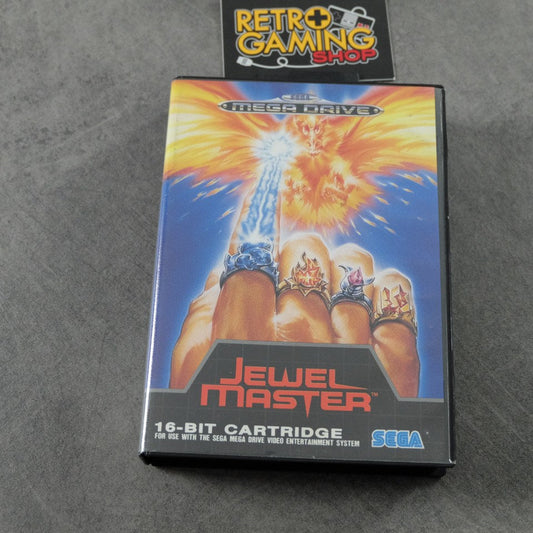 RETRO
GAMING
SHOP
SEGA
MEGA DRIVE
JEWEL
MASTER™
16-BIT CARTRIDGE
FOR USE WITH THE SEGA MEGA DRIVE VIDEO ENTERTAINMENT SYSTEM
SEGA